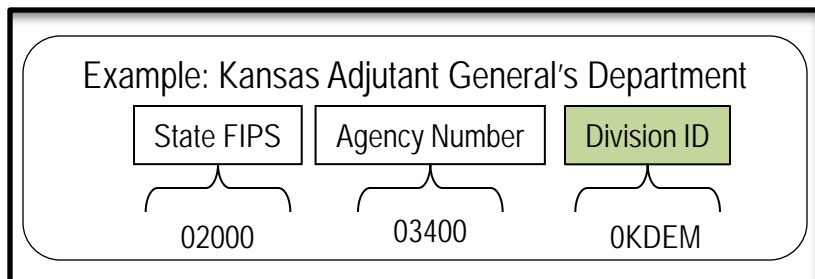 Example: Kansas Adjutant General's Department
State FIPS Agency Number Division ID
02000 03400 0KDEM